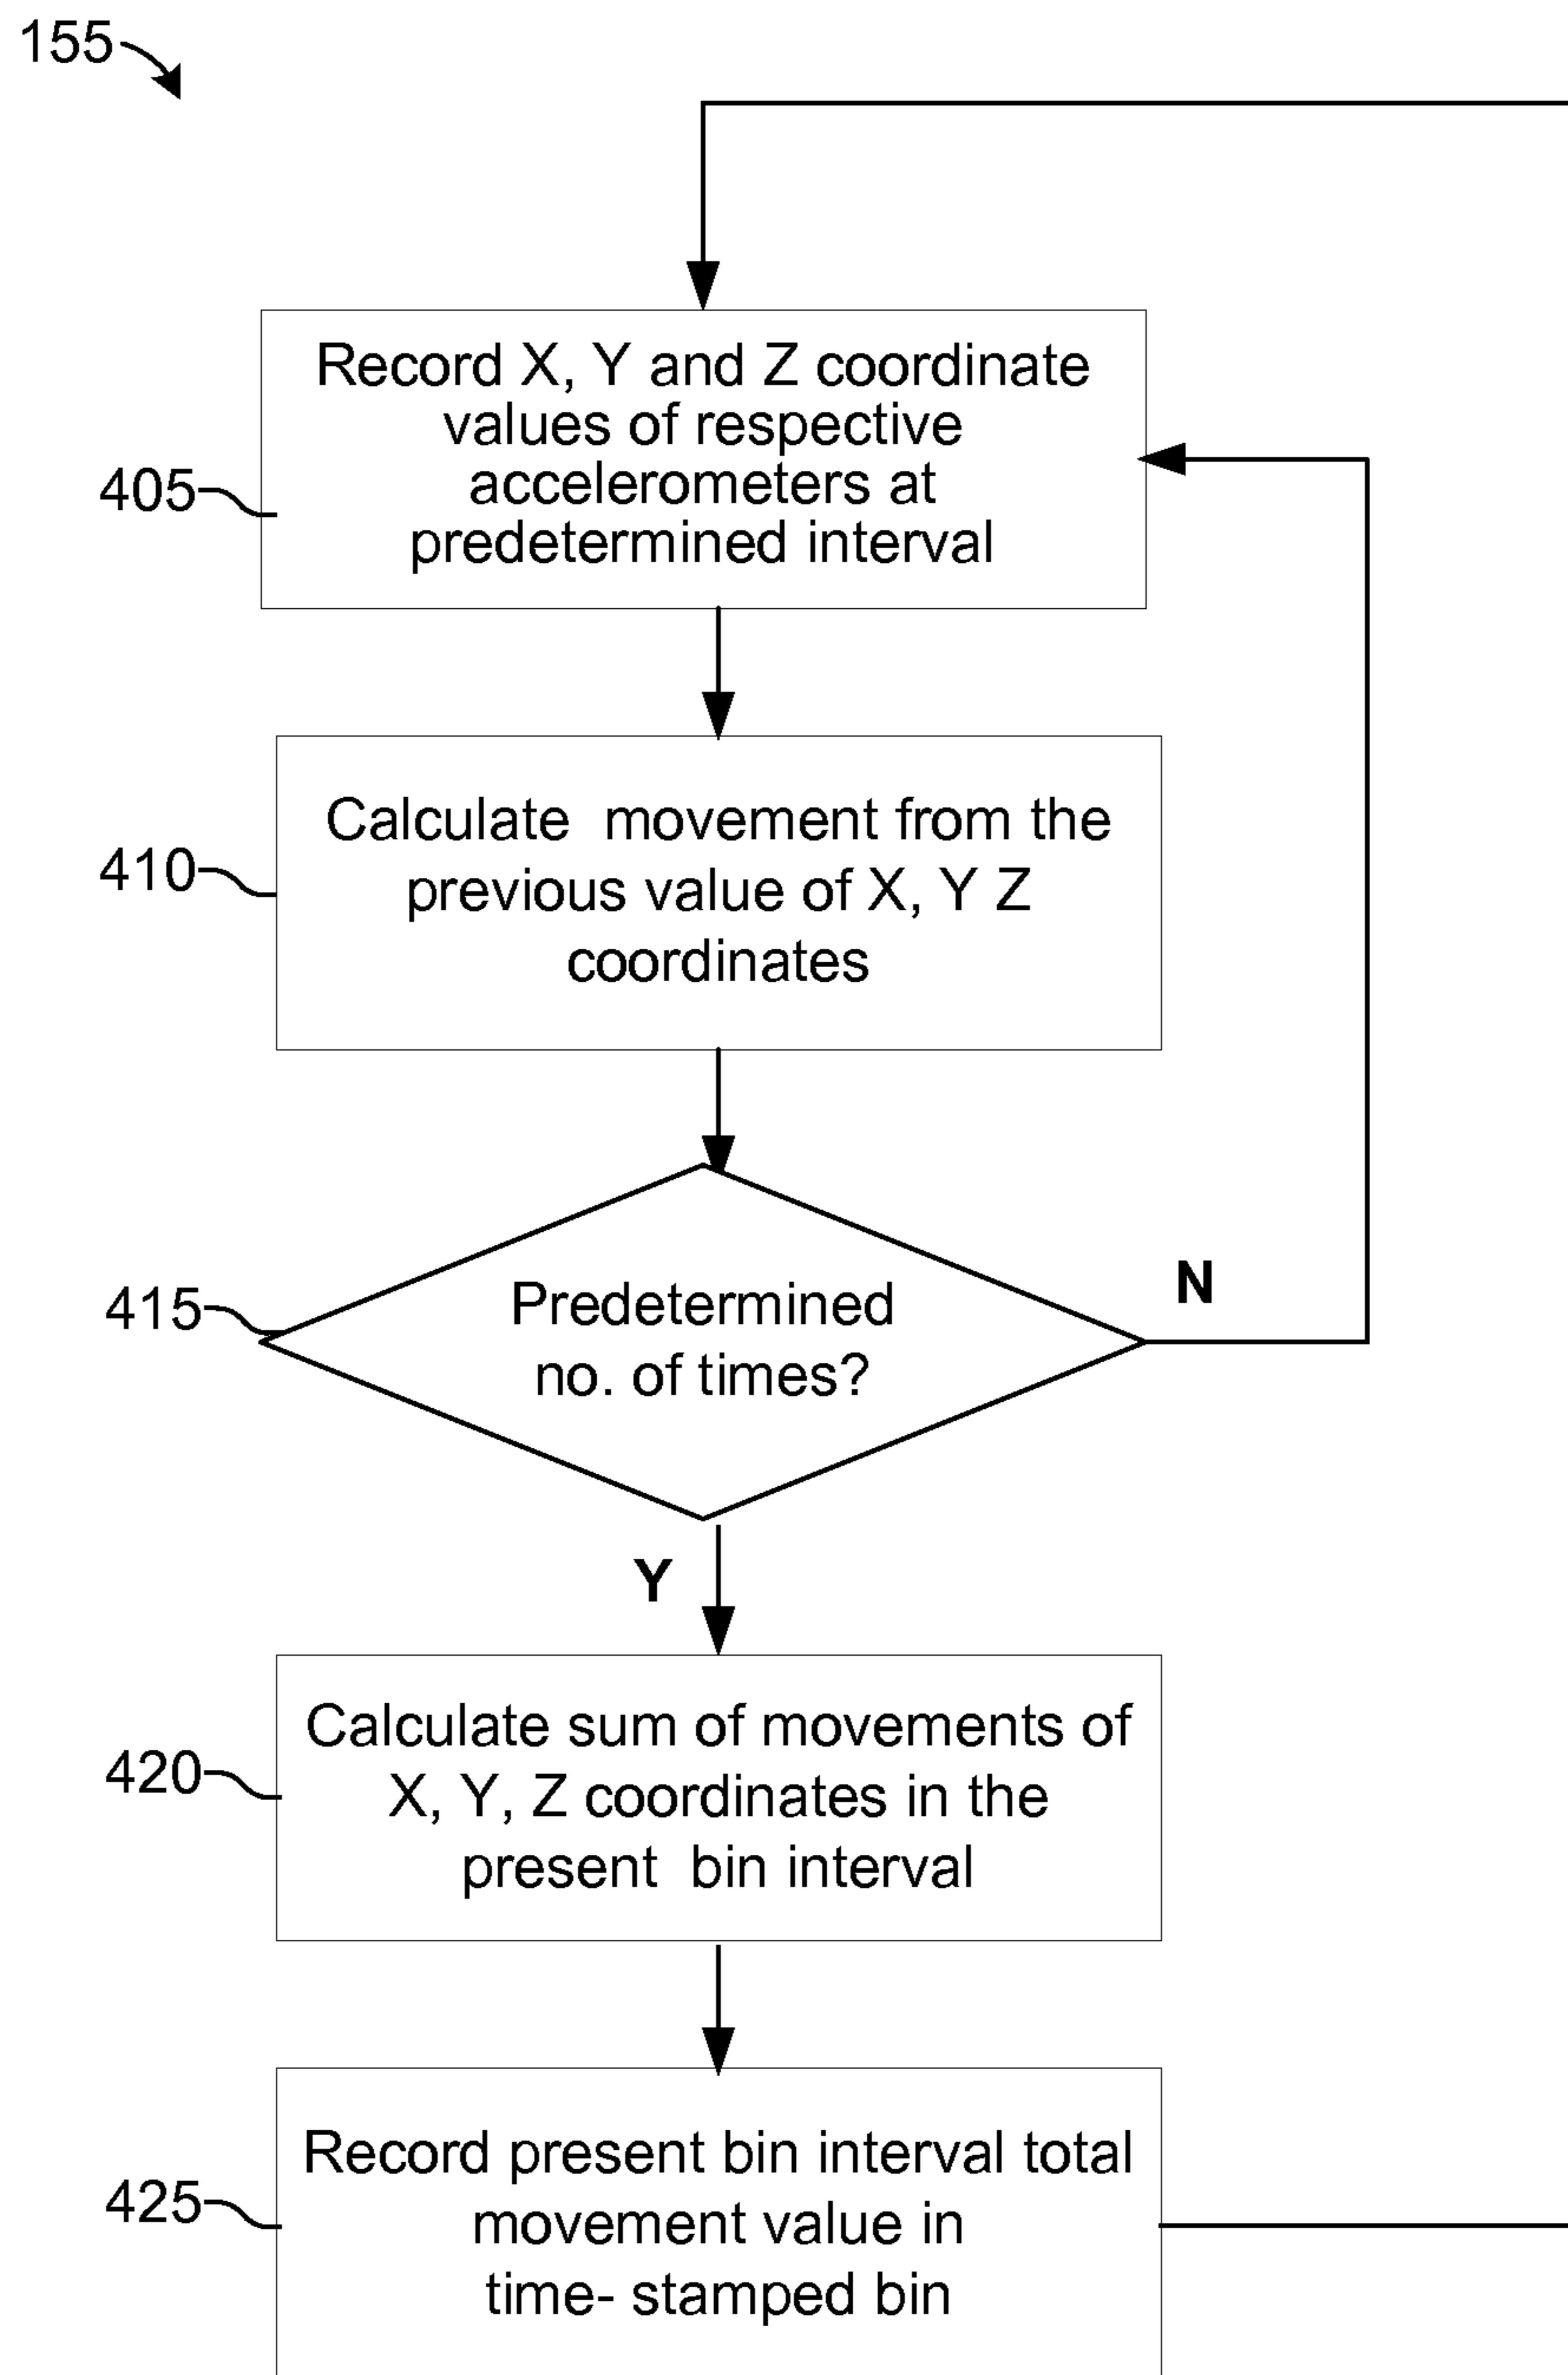 155
Record X, Y and Z coordinate
values of respective
accelerometers at
predetermined interval
405
Calculate  movement from the
previous value of X, Y Z
coordinates
410
Predetermined
no. of times?
415
N
Y
Calculate sum of movements of
X, Y, Z coordinates in the
present  bin interval
420
Record present bin interval total
movement value in
time- stamped bin
425